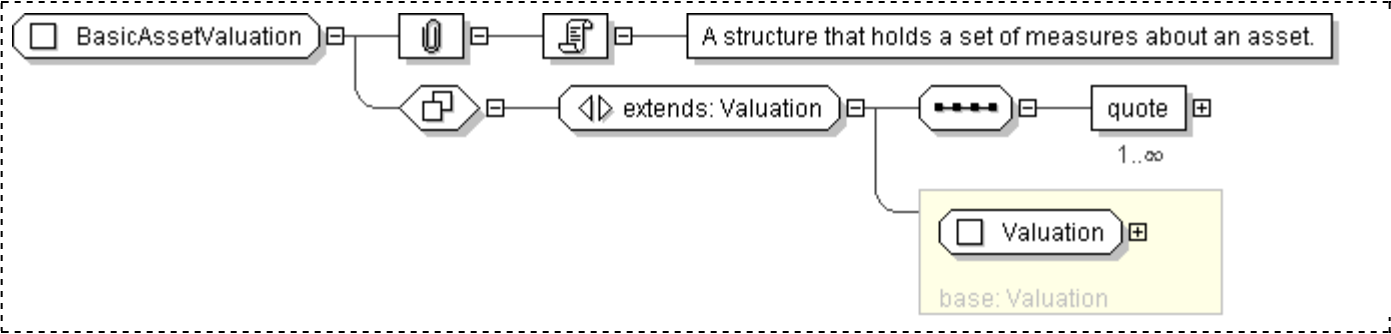 BasicAssetValuation
A structure that holds a set of measures about an asset.
extends: Valuation
quote
1..∞
Valuation
base: Valuation